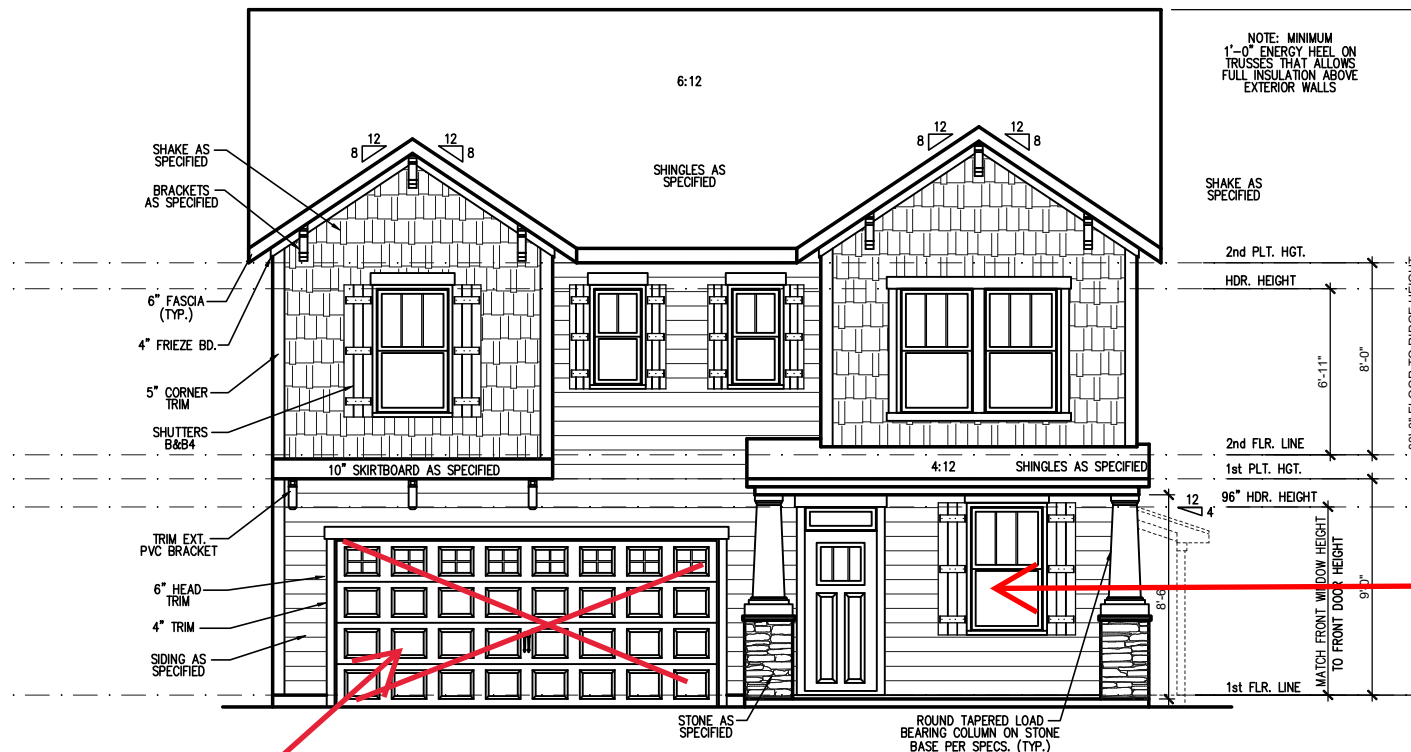 NOTE: MINIMUM
1'-0" ENERGY HEEL ON
TRUSSES THAT ALLOWS
FULL INSULATION ABOVE
EXTERIOR WALLS
6:12
12
12
8
8
12
12
8
8
SHAKE AS
SPECIFIED
BRACKETS
AS SPECIFIED
SHINGLES AS
SPECIFIED
SHAKE AS
SPECIFIED
2nd PLT. HGT.
HDR. HEIGHT
6" FASCIA
(TYP.)
4" FRIEZE BD.
5" CORNER
TRIM
SHUTTERS
B&B4
6'-11"
8'-0"
FLOOR TO RIDGE HEIGHT
2nd FLR. LINE
10" SKIRTBOARD AS SPECIFIED
4:12
SHINGLES AS SPECIFIED
1st PLT. HGT.
96" HDR. HEIGHT
12
4
TRIM EXT.
PVC BRACKET
6" HEAD
TRIM
4" TRIM
SIDING AS
SPECIFIED
8'-6
MATCH FRONT WINDOW HEIGHT
TO FRONT DOOR HEIGHT
1st FLR. LINE
STONE AS
SPECIFIED
ROUND TAPERED LOAD
BEARING COLUMN ON STONE
BASE PER SPECS. (TYP.)